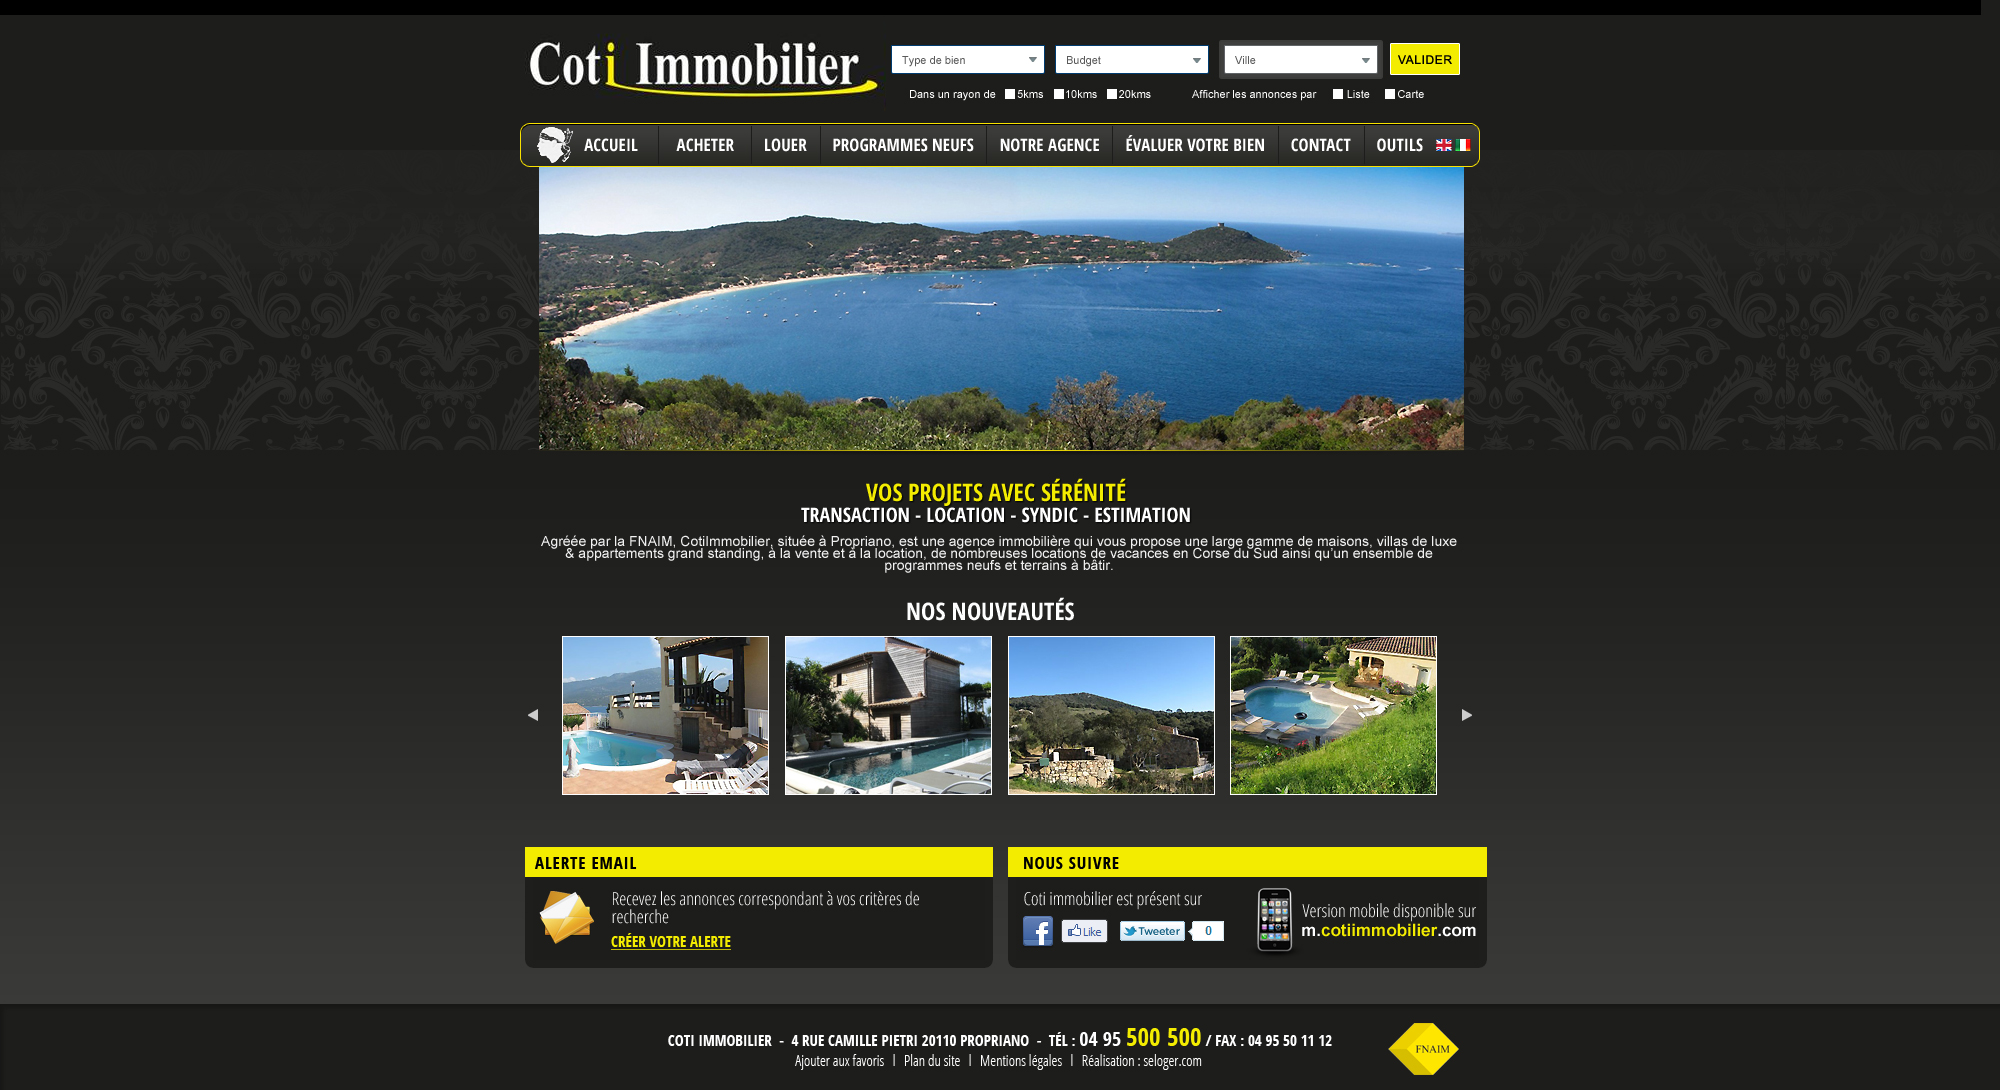 Coti Immobilier
Type de bien
Budget
Ville
VALIDER
Dans un rayon de 5kms 10kms 20kms
Afficher les annonces par Liste Carte
ACCUEIL ACHETER LOUER PROGRAMMES NEUFS NOTRE AGENCE ÉVALUER VOTRE BIEN CONTACT OUTILS
VOS PROJETS AVEC SÉRÉNITÉ
TRANSACTION - LOCATION - SYNDIC - ESTIMATION
Agréée par la FNAIM, CotiImmobilier, située à Propriano, est une agence immobilière qui vous propose une large gamme de maisons, villas de luxe
& appartements grand standing, à la vente et á la location, de nombreuses locations de vacances en Corse du Sud ainsi qu'un ensemble de
programmes neufs et terrains à bâtir.
NOS NOUVEAUTÉS
ALERTE EMAIL
Recevez les annonces correspondant à vos critères de
recherche
CRÉER VOTRE ALERTE
NOUS SUIVRE
Coti immobilier est présent sur
f Like Tweeter 0
Version mobile disponible sur
m.cotiimmobilier.com
COTI IMMOBILIER - 4 RUE CAMILLE PIETRI 20110 PROPRIANO - TÉL : 04 95 500 500 / FAX : 04 95 50 11 12
Ajouter aux favoris | Plan du site | Mentions légales | Réalisation : seloger.com
FNAIM